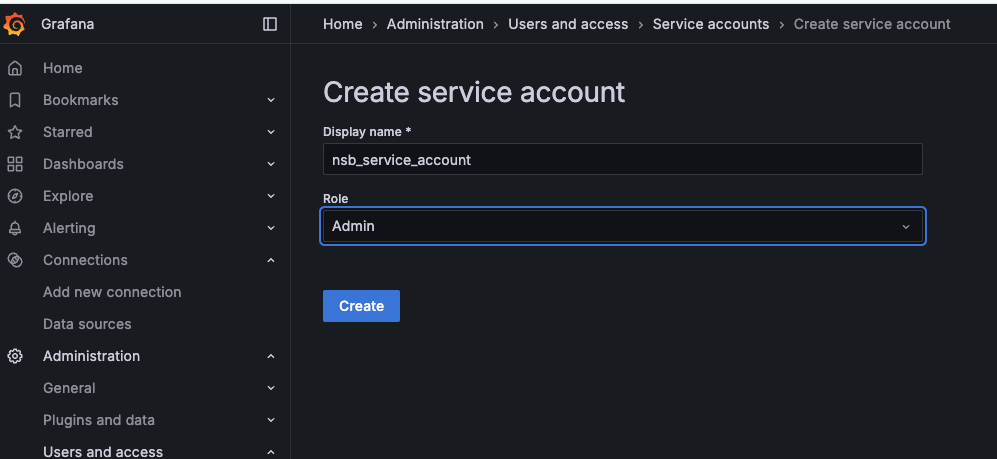 Grafana
Home › Administration › Users and access › Service accounts › Create service account
Home
Bookmarks
Starred
Dashboards
Explore
Alerting
Connections
Add new connection
Data sources
Administration
General
Plugins and data
Users and access
Create service account
Display name *
nsb_service_account
Role
Admin
Create